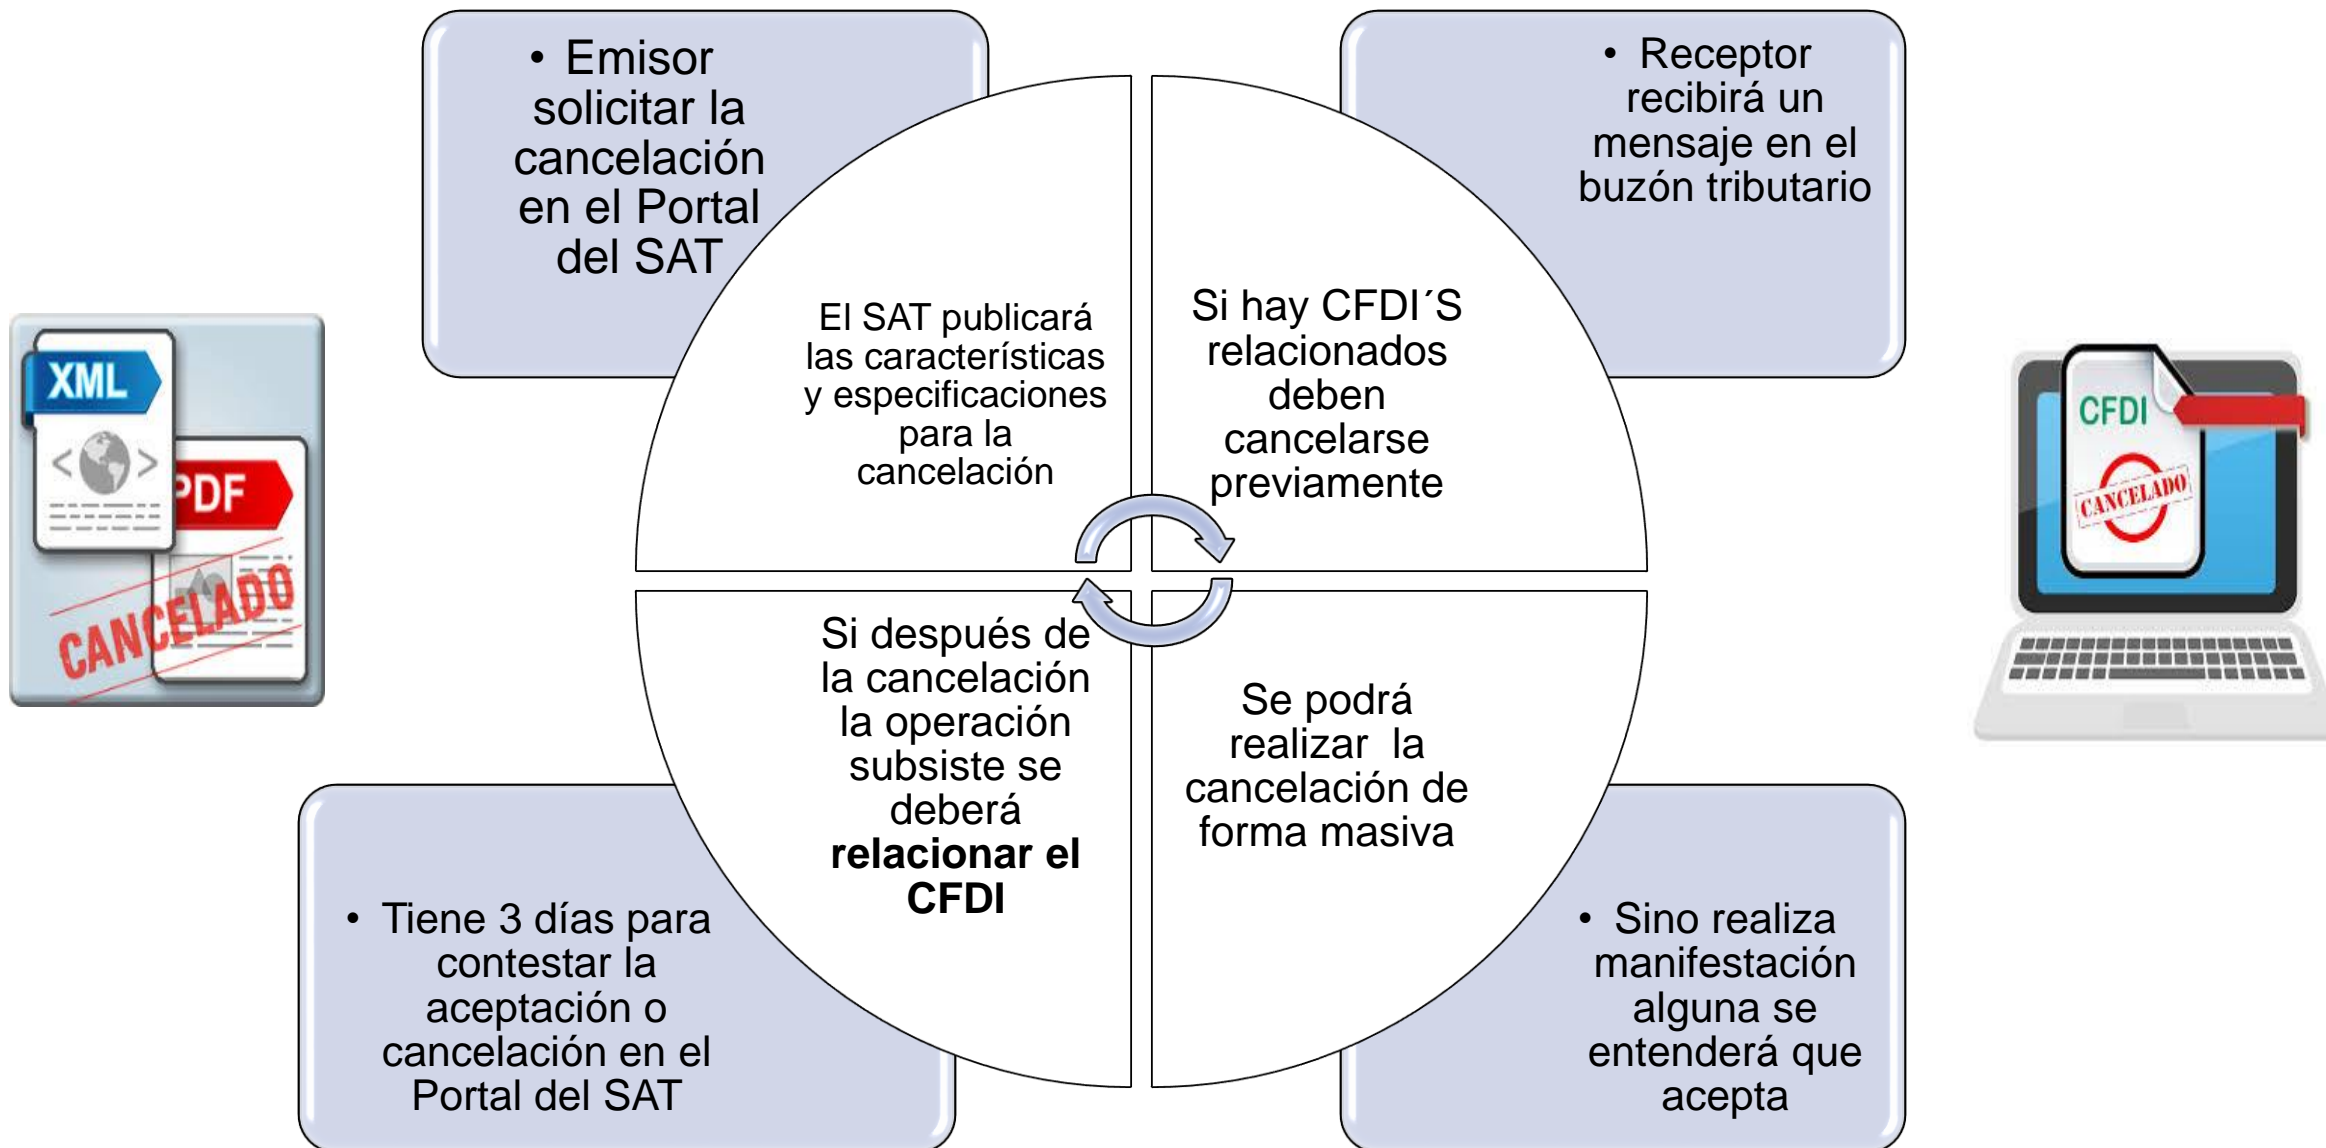 • Emisor
solicitar la
cancelación
en el Portal
del SAT
• Receptor
recibirá un
mensaje en el
buzón tributario
El SAT publicará
las características
y especificaciones
para la
cancelación
Si hay CFDI´S
relacionados
deben
cancelarse
previamente
XML
< >
PDF
CANCELADO
CFDI
CANCELADO
Si después de
la cancelación
la operación
subsiste se
deberá
relacionar el
CFDI
Se podrá
realizar  la
cancelación de
forma masiva
• Tiene 3 días para
contestar la
aceptación o
cancelación en el
Portal del SAT
• Sino realiza
manifestación
alguna se
entenderá que
acepta